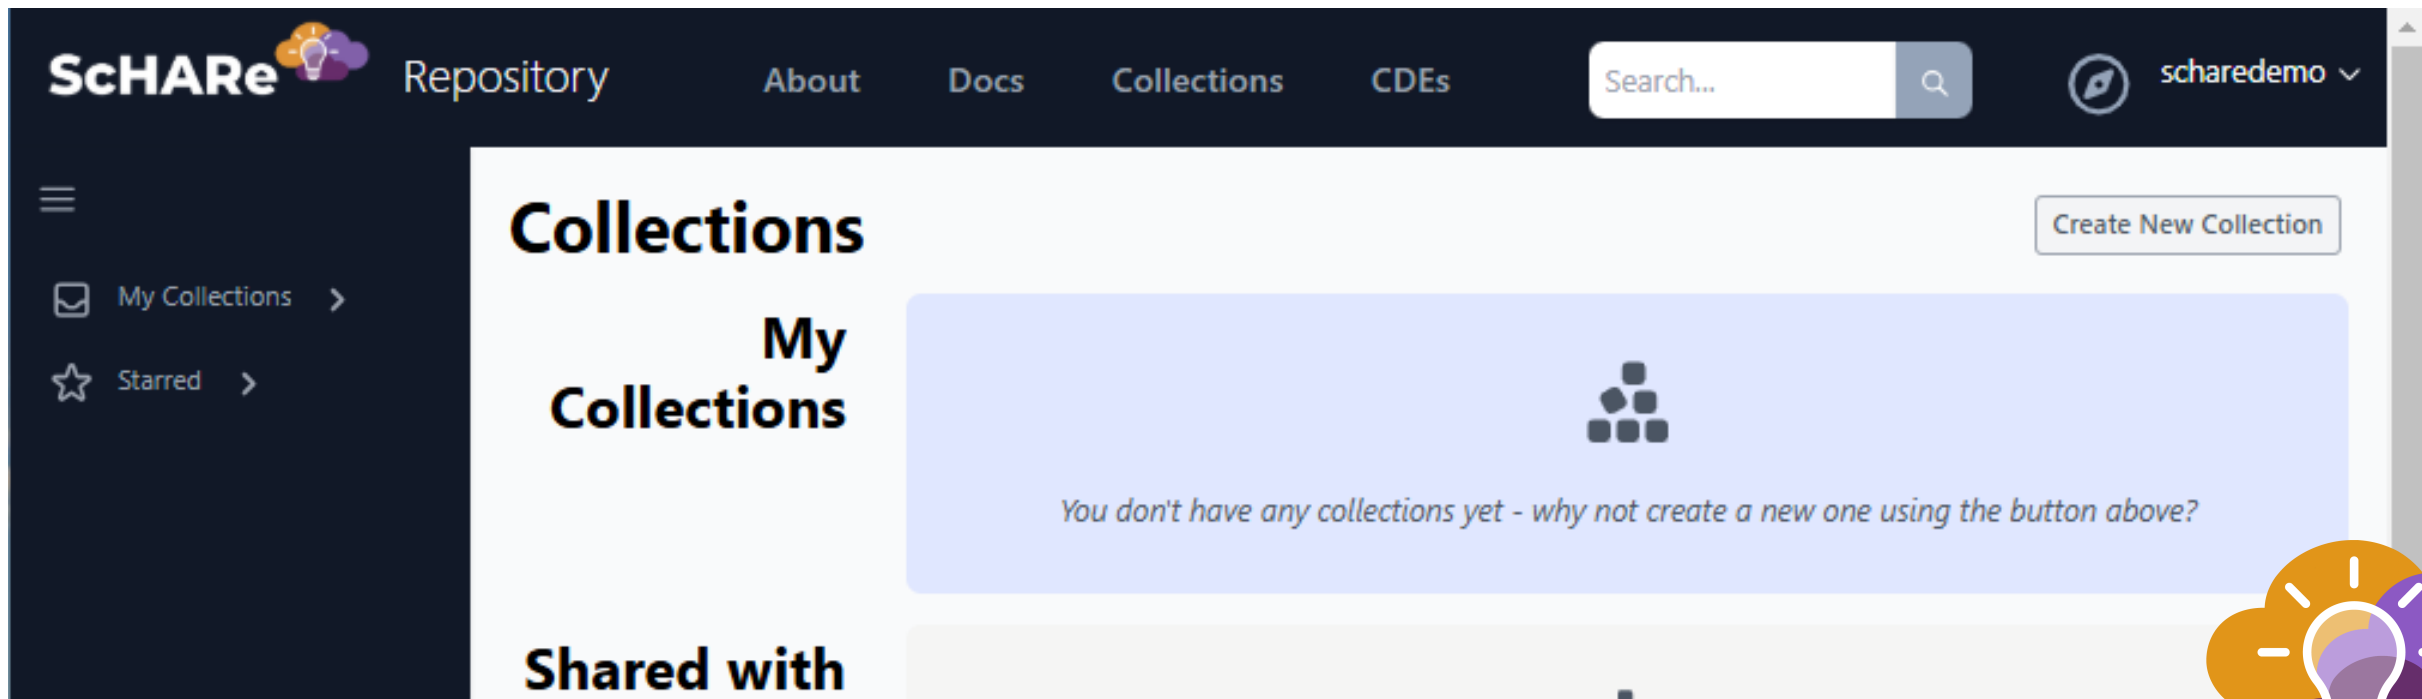 ScHARe Repository About Docs Collections CDEs Search... scharedemo
Collections Create New Collection
My Collections
Starred
My
Collections
You don't have any collections yet - why not create a new one using the button above?
Shared with